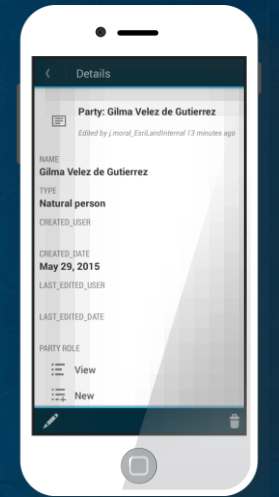 Details
Party: Gilma Velez de Gutierrez
Edited by j.moral_EsriLandInternal 13 minutes ago
NAME
Gilma Velez de Gutierrez
TYPE
Natural person
CREATED_USER
CREATED_DATE
May 29, 2015
LAST_EDITED_USER
LAST_EDITED_DATE
PARTY ROLE
View
New